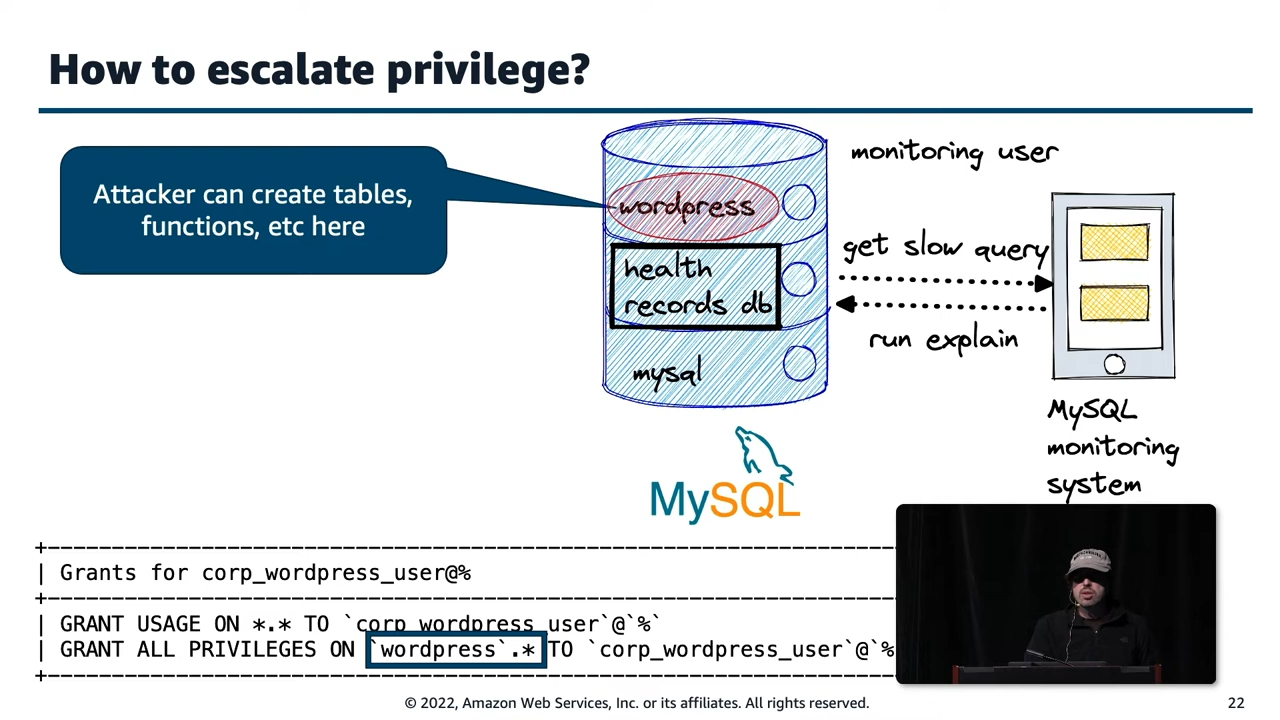 How to escalate privilege?
Attacker can create tables,
functions, etc here
wordpress
health
records db
mysql
monitoring user
get slow query
run explain
MySQL
monitoring
system
MySQL
+--------------------------------------------------------------------
| Grants for corp_wordpress_user@%
+--------------------------------------------------------------------
| GRANT USAGE ON *.* TO `corp_wordpress_user`@`%`
| GRANT ALL PRIVILEGES ON `wordpress`.* TO `corp_wordpress_user`@`%
+--------------------------------------------------------------------
© 2022, Amazon Web Services, Inc. or its affiliates. All rights reserved.
22